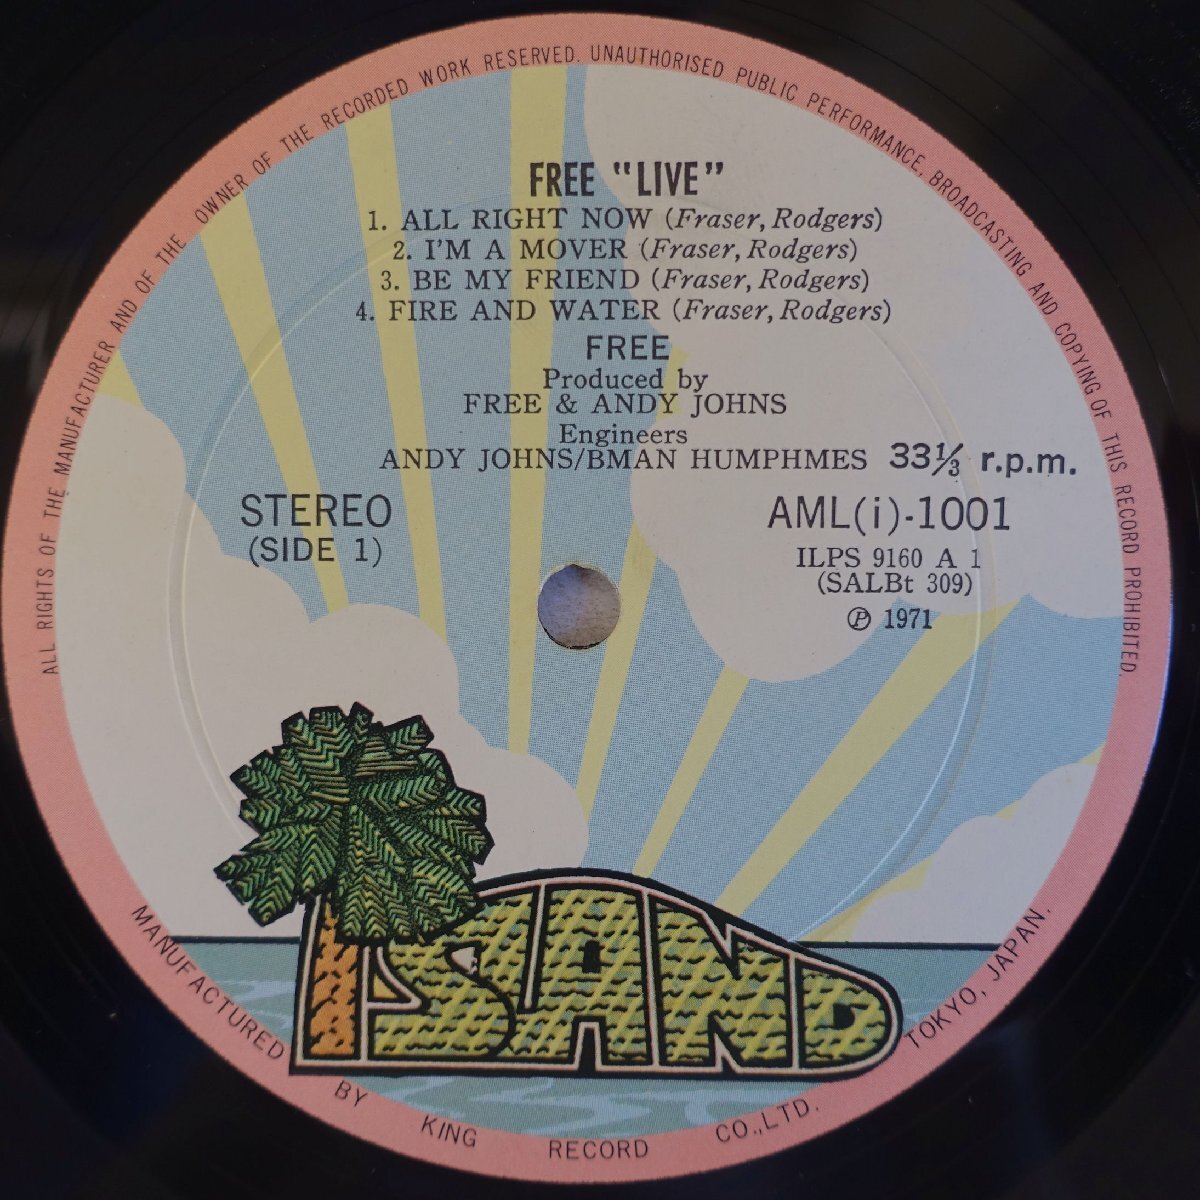 ALL RIGHTS OF THE MANUFACTURER AND OF THE OWNER OF THE RECORDED WORK RESERVED. UNAUTHORISED PUBLIC PERFORMANCE, BROADCASTING AND COPYING OF THIS RECORD PROHIBITED.
FREE "LIVE"
1. ALL RIGHT NOW (Fraser, Rodgers)
2. I'M A MOVER (Fraser, Rodgers)
3. BE MY FRIEND (Fraser, Rodgers)
4. FIRE AND WATER (Fraser, Rodgers)
FREE
Produced by
FREE & ANDY JOHNS
Engineers
ANDY JOHNS/BMAN HUMPHMES 33⅓ r.p.m.
STEREO
(SIDE 1)
AML(i)-1001
ILPS 9160 A 1
(SALBt 309)
Ⓟ 1971
ISLAND
MANUFACTURED BY KING RECORD CO.,LTD. TOKYO, JAPAN.